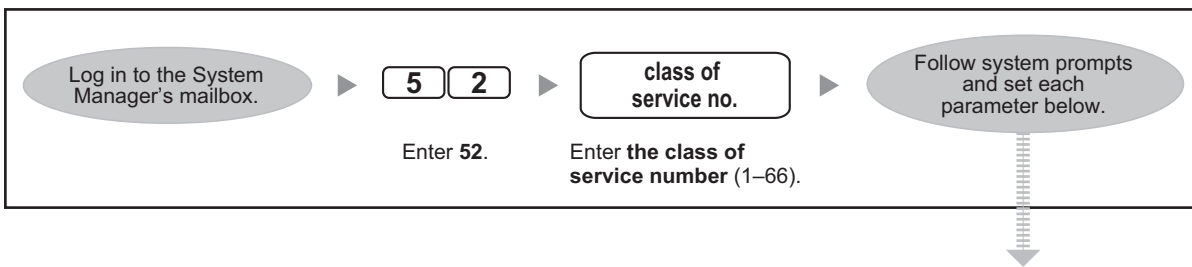 Log in to the System
Manager's mailbox.
5 2
Enter 52.
class of
service no.
Enter the class of
service number (1–66).
Follow system prompts
and set each
parameter below.